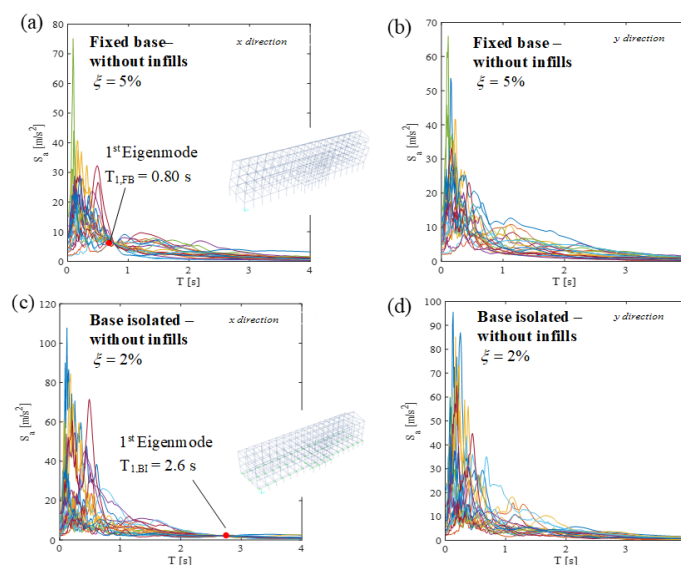 (a)
Fixed base–
without infills
ξ = 5%
x direction
1st Eigenmode
T1,FB = 0.80 s
Sa [m/s²]
80
70
60
50
40
30
20
10
0
0 1 2 3 4
T [s]
(b)
Fixed base –
without infills
ξ = 5%
y direction
Sa [m/s²]
70
60
50
40
30
20
10
0
0 1 2 3
T [s]
(c)
Base isolated –
without infills
ξ = 2%
x direction
1st Eigenmode
T1,BI = 2.6 s
Sa [m/s²]
120
100
80
60
40
20
0
0 1 2 3 4
T [s]
(d)
Base isolated –
without infills
ξ = 2%
y direction
Sa [m/s²]
100
90
80
70
60
50
40
30
20
10
0
0 1 2 3
T [s]